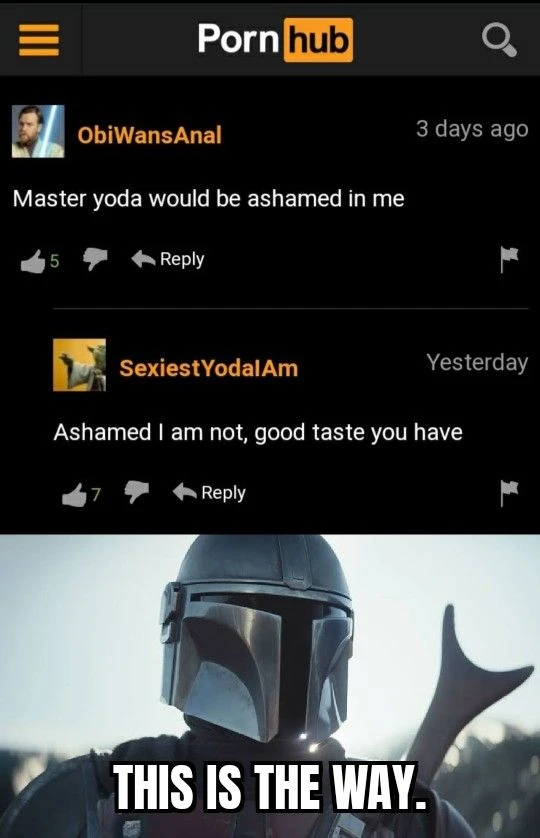 Porn hub
ObiWansAnal 3 days ago
Master yoda would be ashamed in me
5 Reply
SexiestYodaIAm Yesterday
Ashamed I am not, good taste you have
7 Reply
THIS IS THE WAY.